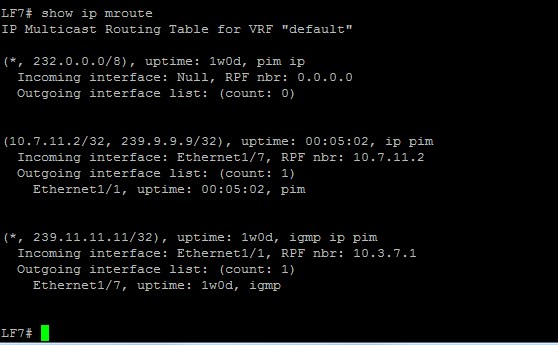 LF7# show ip mroute
IP Multicast Routing Table for VRF "default"
(*, 232.0.0.0/8), uptime: 1w0d, pim ip
Incoming interface: Null, RPF nbr: 0.0.0.0
Outgoing interface list: (count: 0)
(10.7.11.2/32, 239.9.9.9/32), uptime: 00:05:02, ip pim
Incoming interface: Ethernet1/7, RPF nbr: 10.7.11.2
Outgoing interface list: (count: 1)
Ethernet1/1, uptime: 00:05:02, pim
(*, 239.11.11.11/32), uptime: 1w0d, igmp ip pim
Incoming interface: Ethernet1/1, RPF nbr: 10.3.7.1
Outgoing interface list: (count: 1)
Ethernet1/7, uptime: 1w0d, igmp
LF7#